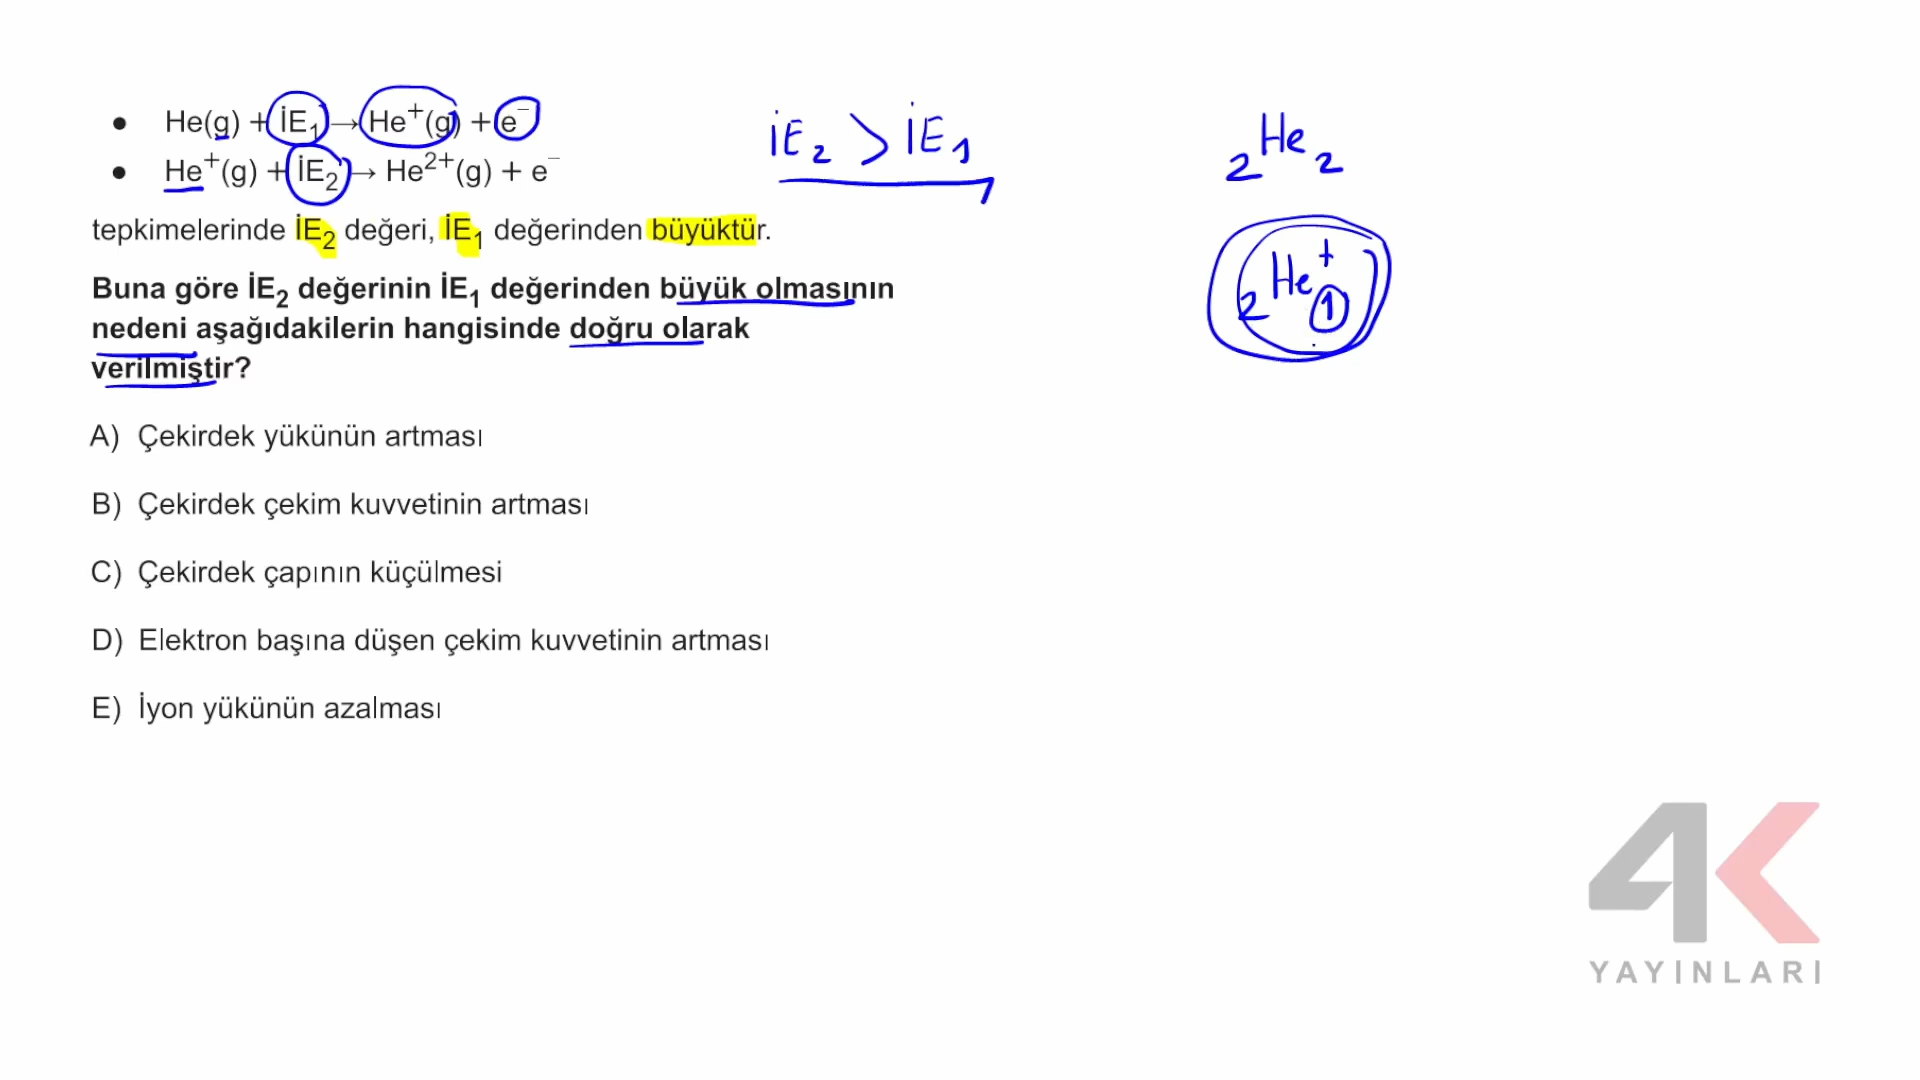 ● He(g) + İE₁ → He⁺(g) + e⁻
● He⁺(g) + İE₂ → He²⁺(g) + e⁻
tepkimelerinde İE₂ değeri, İE₁ değerinden büyüktür.
Buna göre İE₂ değerinin İE₁ değerinden büyük olmasının
nedeni aşağıdakilerin hangisinde doğru olarak
verilmiştir?
A) Çekirdek yükünün artması
B) Çekirdek çekim kuvvetinin artması
C) Çekirdek çapının küçülmesi
D) Elektron başına düşen çekim kuvvetinin artması
E) İyon yükünün azalması
İE₂ > İE₁
₂He₂
₂He⁺₁
4K
YAYINLARI